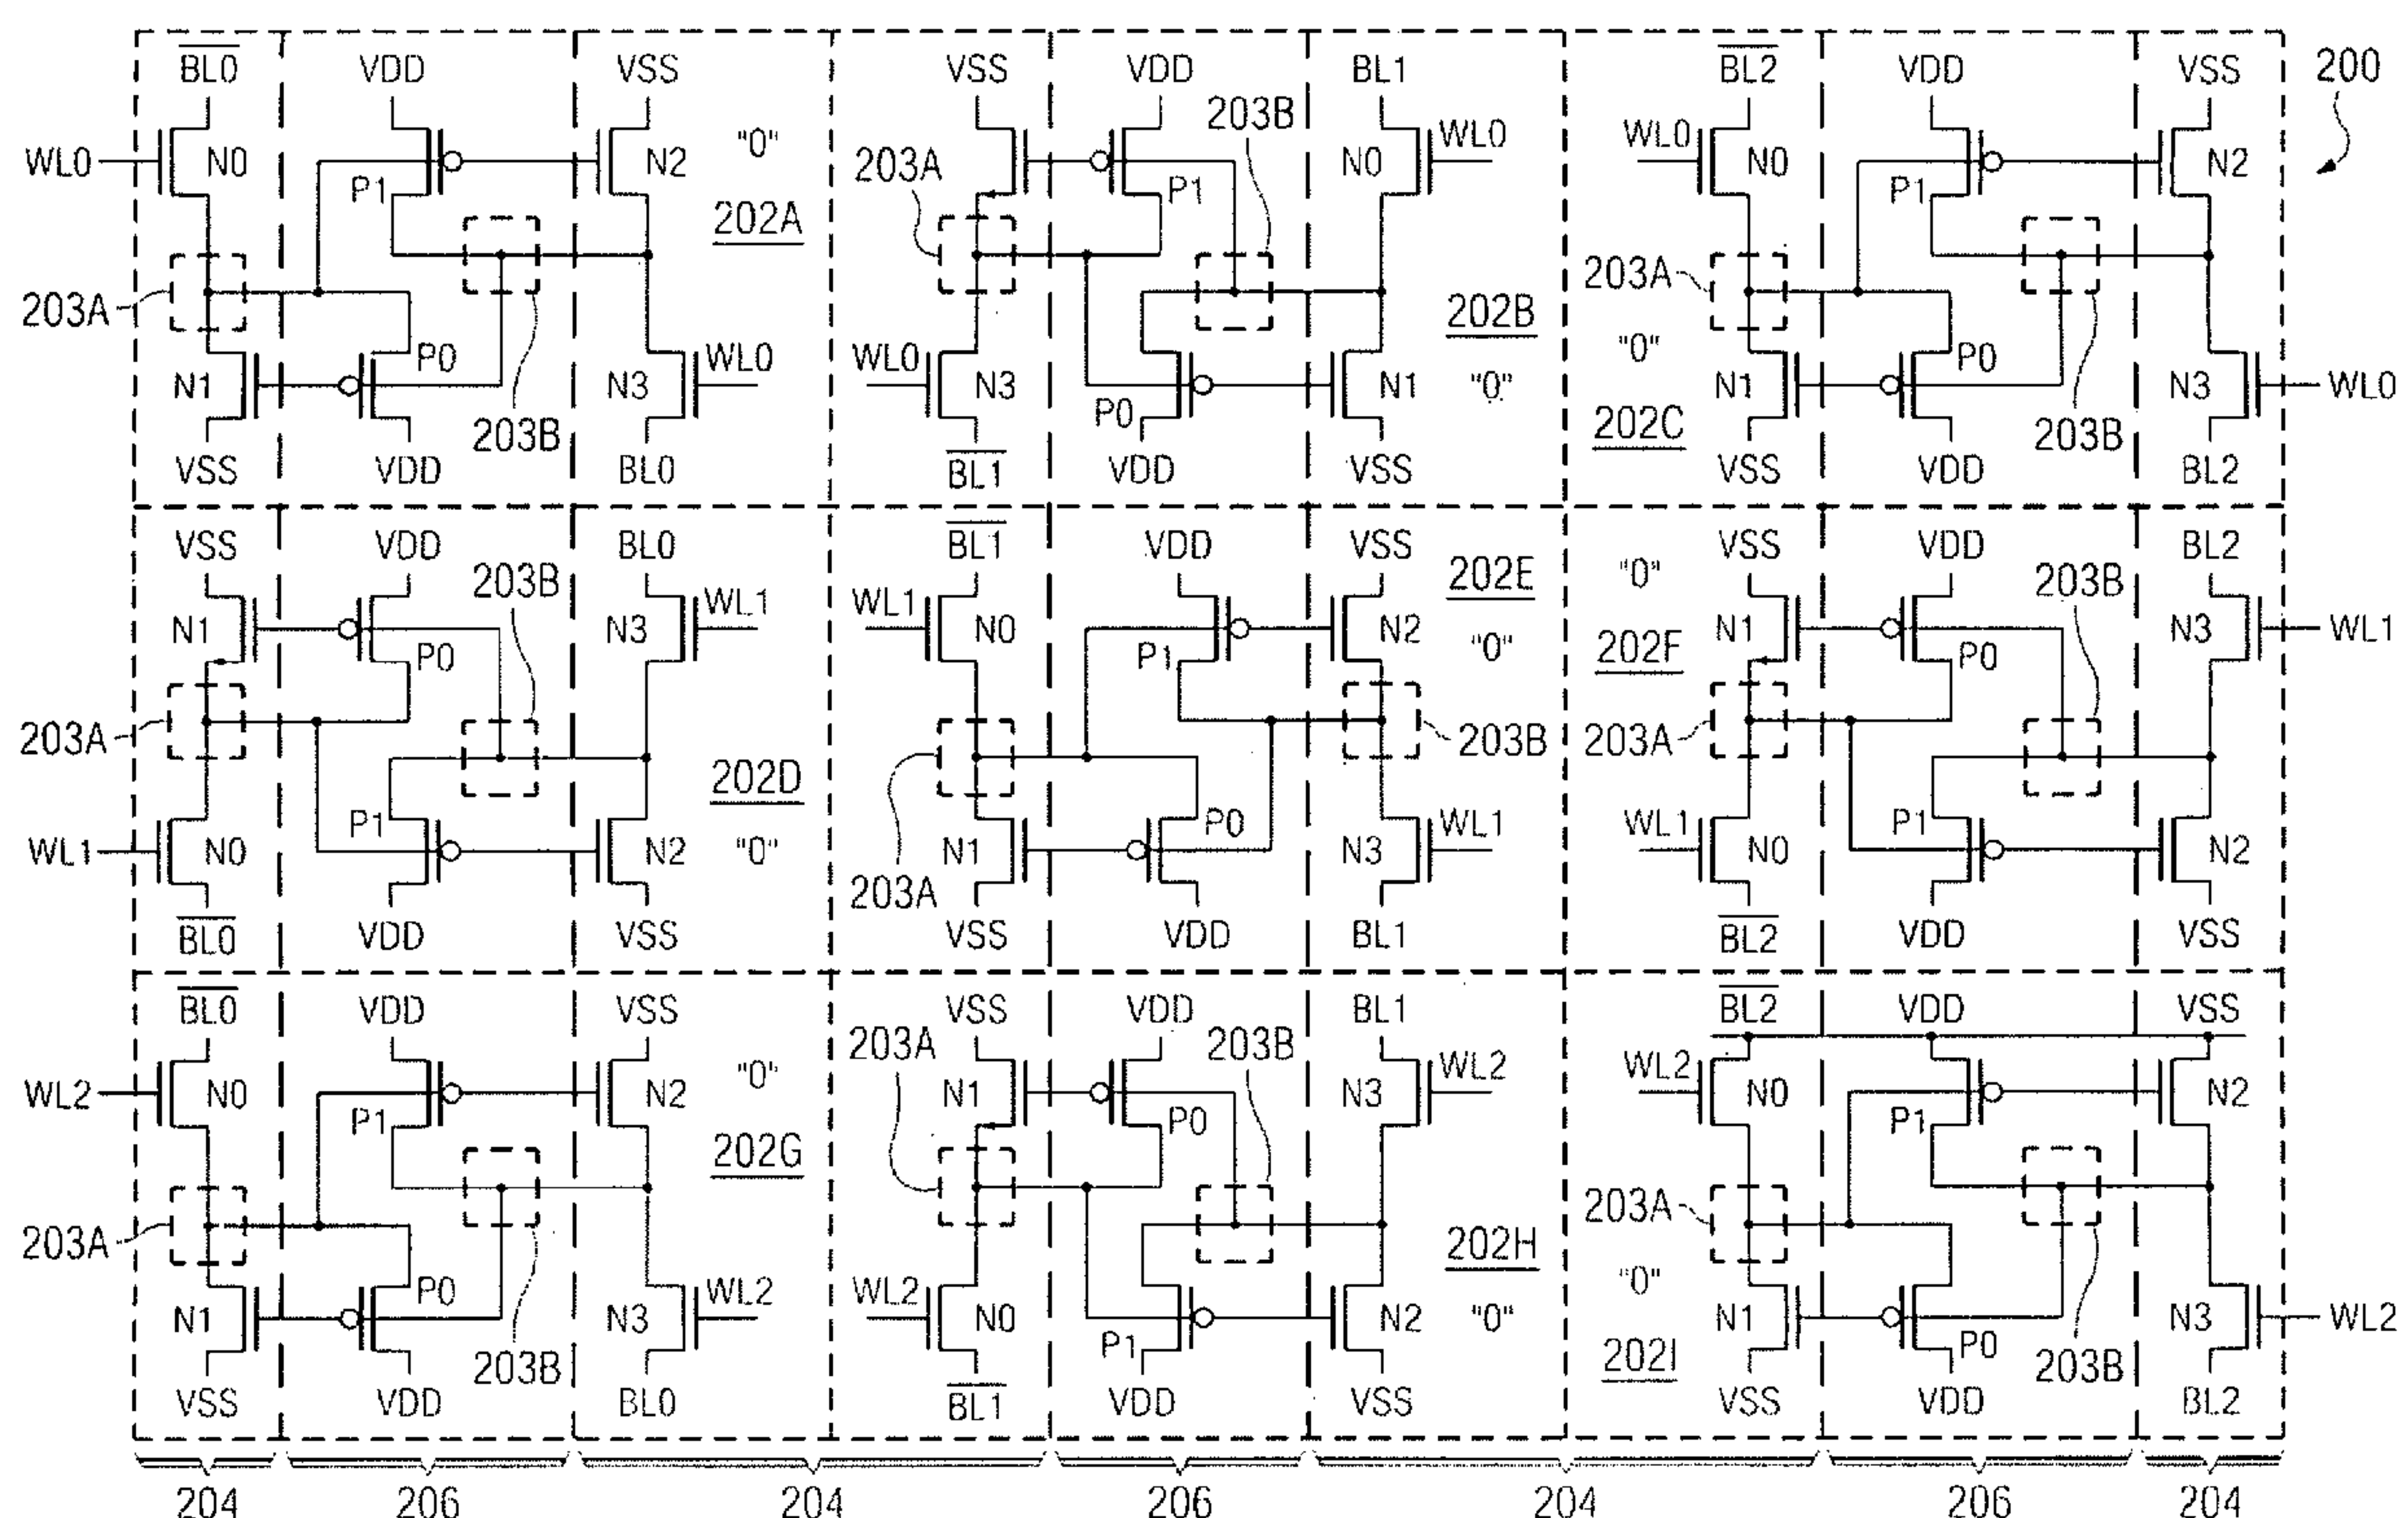 BL0 VDD VSS VSS VDD BL1 BL2 VDD VSS 200
WL0 N0 P1 N2 "0" 203A P1 203B N0 WL0 WL0 N0 P1 N2
202A
203A 203A
N1 P0 203B N3 WL0 WL0 N3 P0 202B N1 "0" "0" N1 P0 203B N3 WL0
202C
VSS VDD BL0 BL1 VDD VSS VSS VDD BL2
VSS VDD BL0 BL1 VDD VSS 202E "0" VSS VDD BL2
N1 P0 203B N3 WL1 WL1 N0 P1 N2 "0" 202F N1 P0 203B N3 WL1
203A 203B 203A
202D
WL1 N0 P1 N2 "0" 203A N1 P0 N3 WL1 WL1 N0 P1 N2
BL0 VDD VSS VSS VDD BL1 BL2 VDD VSS
BL0 VDD VSS VSS VDD BL1 BL2 VDD VSS
WL2 N0 P1 N2 "0" 203A N1 P0 203B N3 WL2 WL2 N0 P1 N2
202G
203A 203A
202H
N1 P0 203B N3 WL2 WL2 N0 P1 N2 "0" "0" N1 P0 203B N3 WL2
202I
VSS VDD BL0 BL1 VDD VSS VSS VDD BL2
204 206 204 206 204 206 204